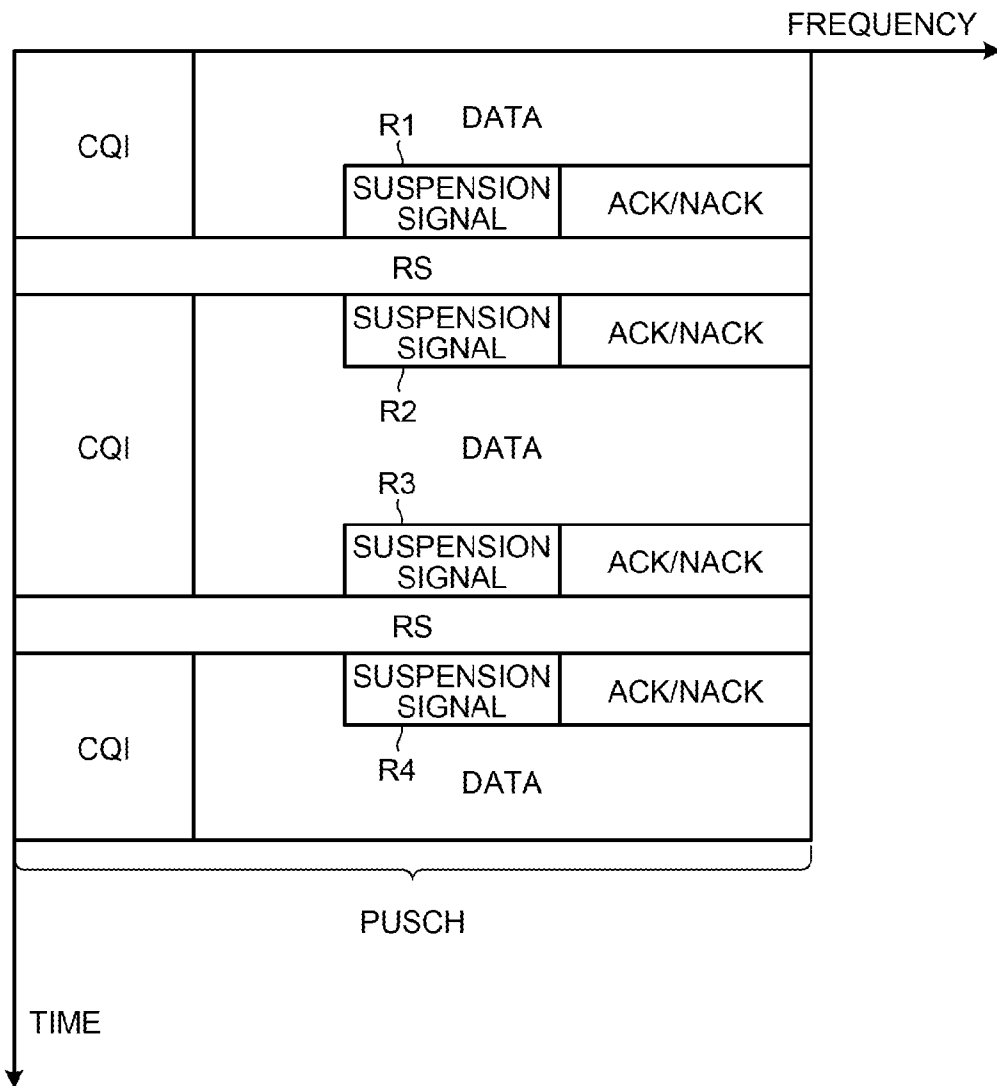 FREQUENCY
R1
DATA
CQI
SUSPENSION
SIGNAL
ACK/NACK
RS
SUSPENSION
SIGNAL
ACK/NACK
R2
CQI
DATA
R3
SUSPENSION
SIGNAL
ACK/NACK
RS
SUSPENSION
SIGNAL
ACK/NACK
CQI
R4
DATA
PUSCH
TIME